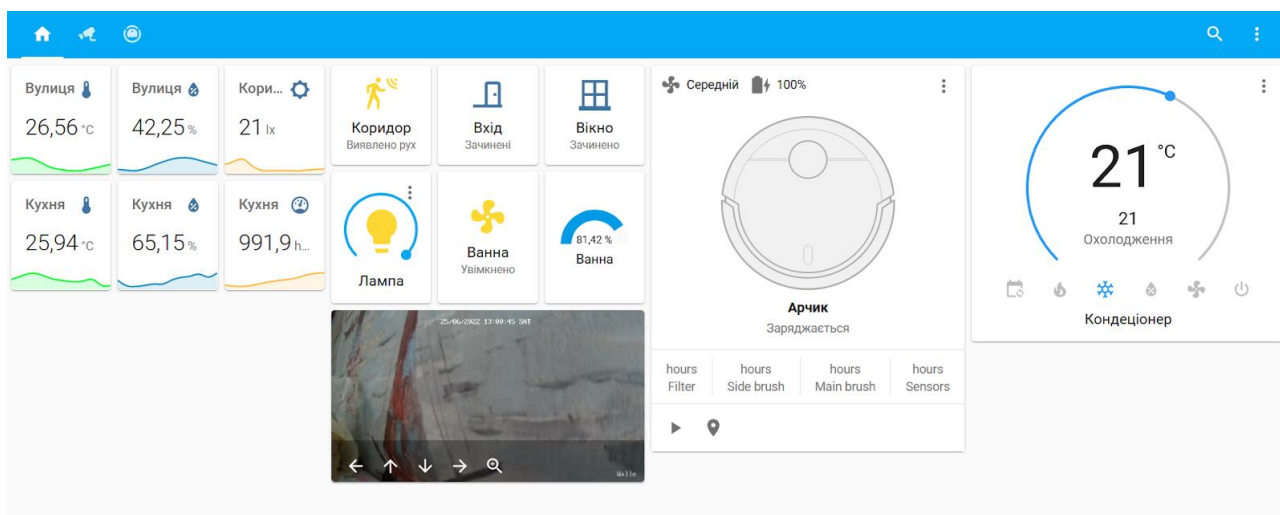 Вулиця
26,56 °C
Вулиця
42,25 %
Кори...
21 lx
Кухня
25,94 °C
Кухня
65,15 %
Кухня
991,9 h...
Коридор
Виявлено рух
Вхід
Зачинені
Вікно
Зачинено
Лампа
Ванна
Увімкнено
81,42 %
Ванна
25/06/2022 13:00:45 SAT
Walle
Середній 100%
Арчик
Заряджається
hours hours hours hours
Filter Side brush Main brush Sensors
21 °C
21
Охолодження
Кондеціонер